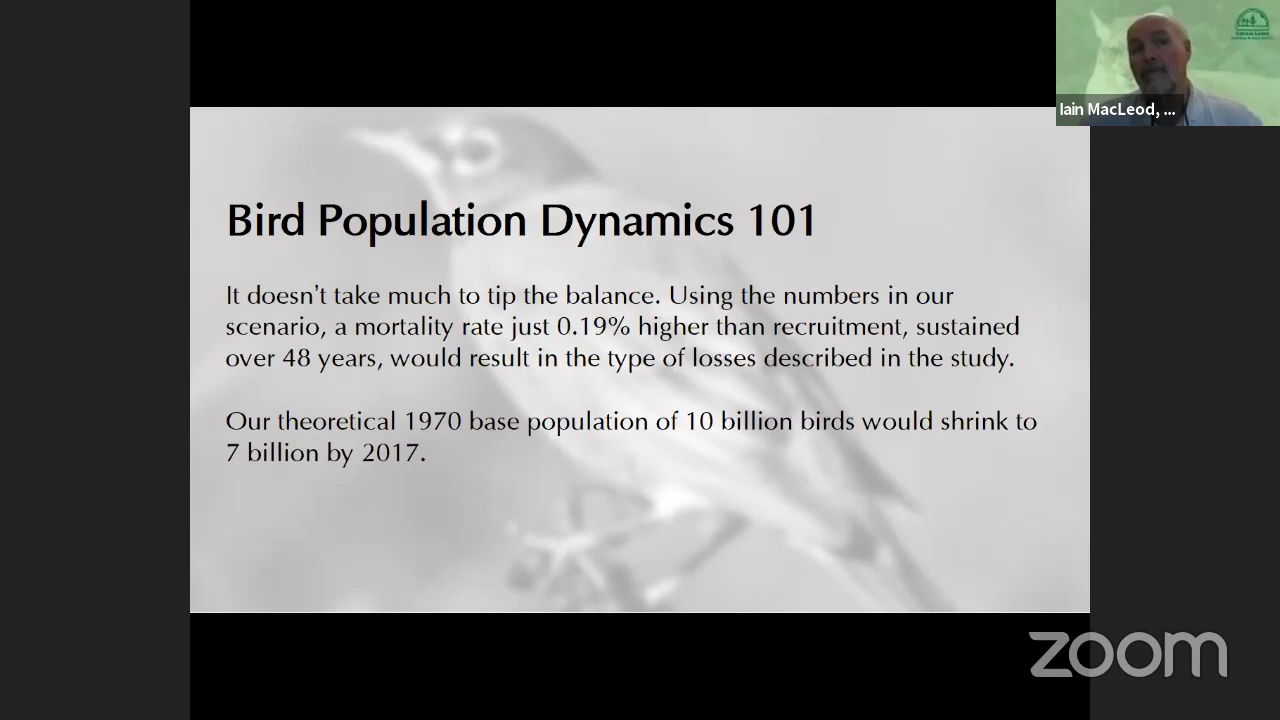 Iain MacLeod, ...
Bird Population Dynamics 101
It doesn't take much to tip the balance. Using the numbers in our
scenario, a mortality rate just 0.19% higher than recruitment, sustained
over 48 years, would result in the type of losses described in the study.
Our theoretical 1970 base population of 10 billion birds would shrink to
7 billion by 2017.
zoom